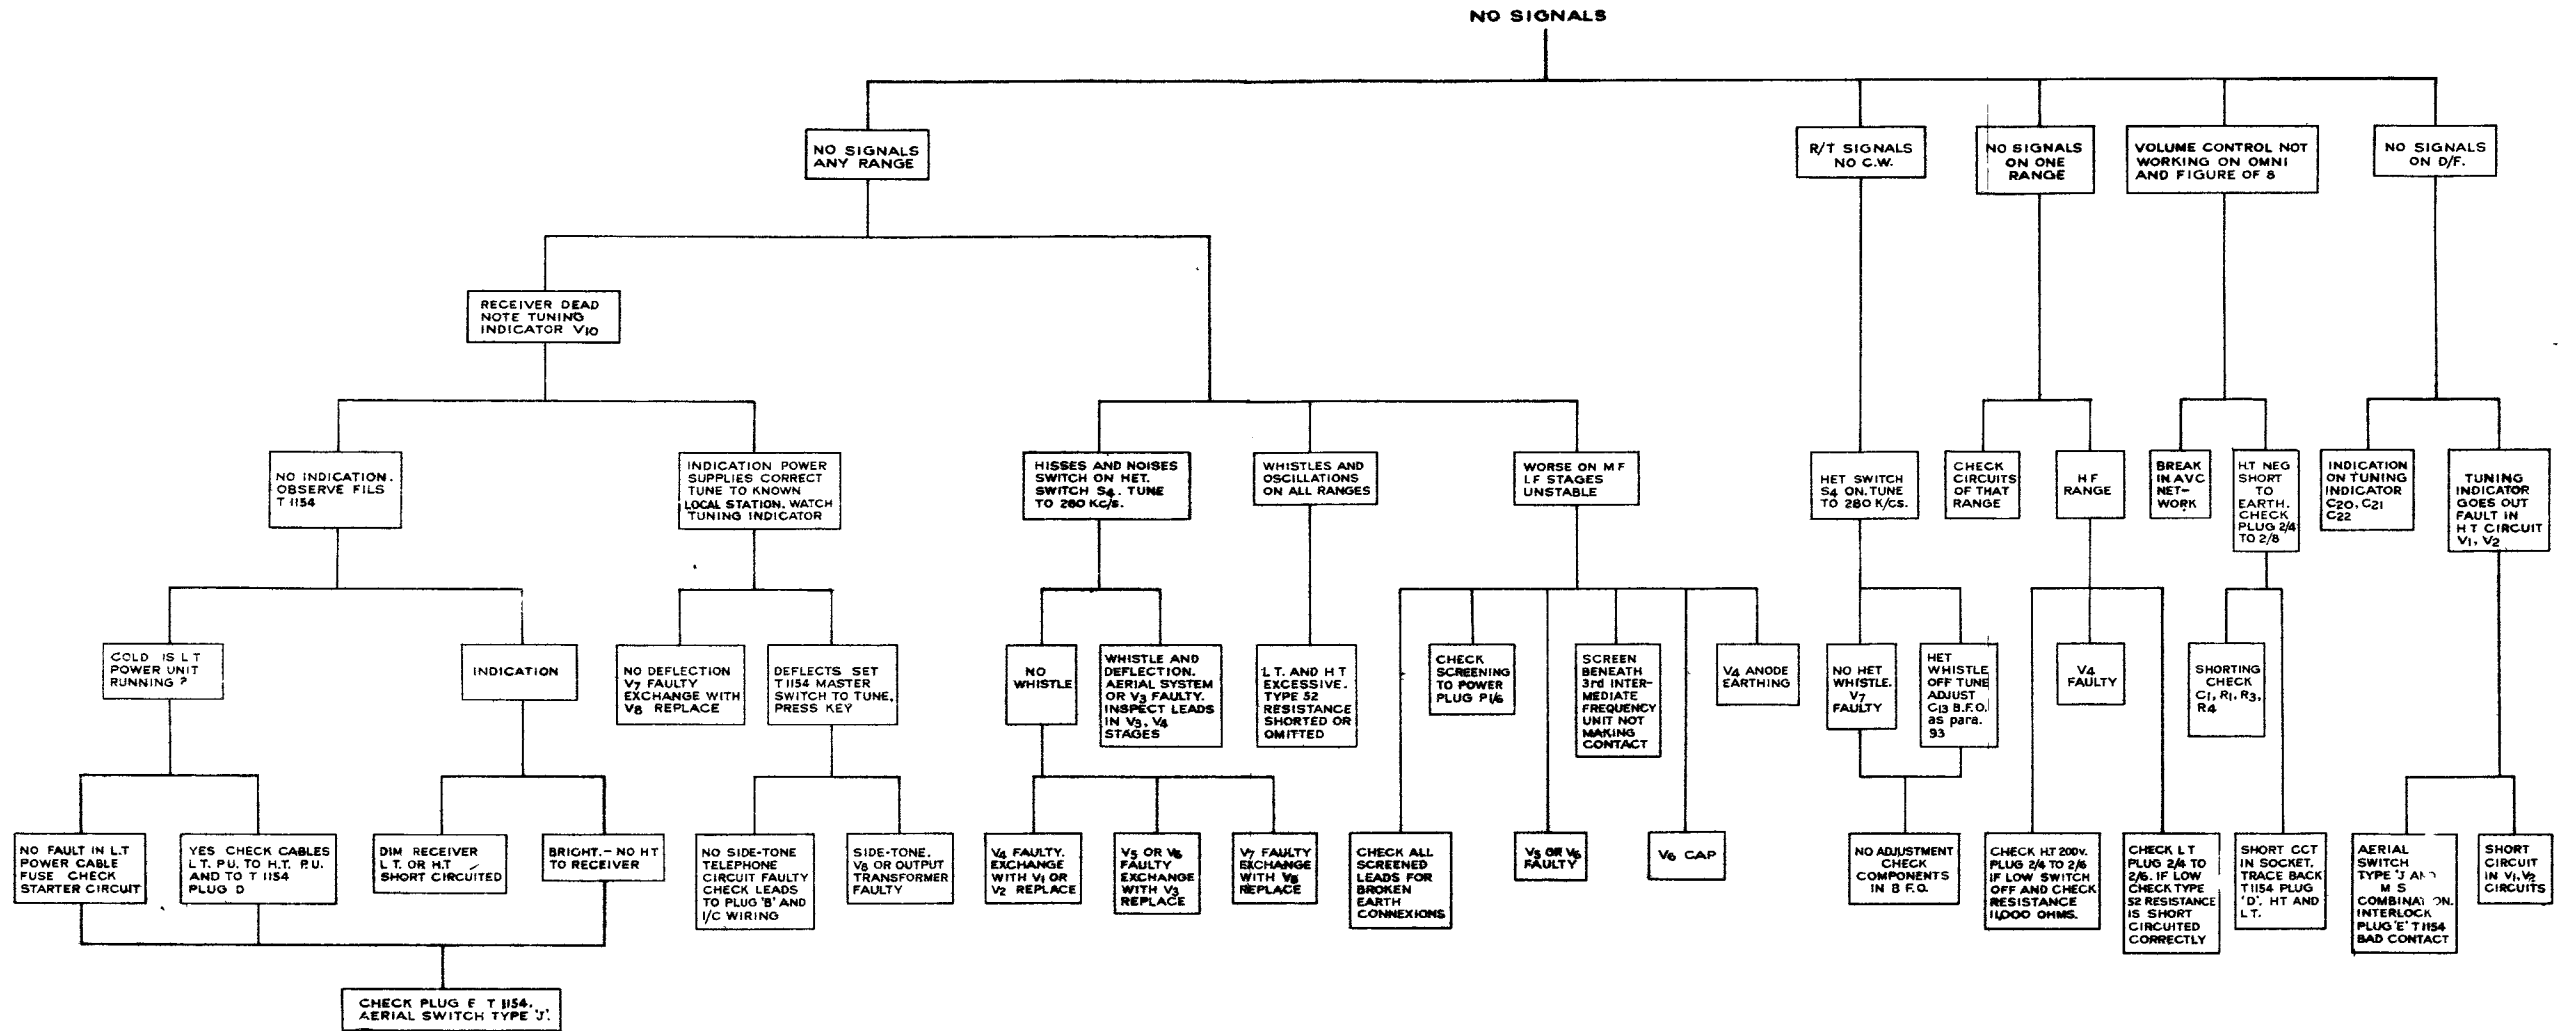 NO SIGNALS
NO SIGNALS
ANY RANGE
R/T SIGNALS
NO C.W.
NO SIGNALS
ON ONE
RANGE
VOLUME CONTROL NOT
WORKING ON OMNI
AND FIGURE OF 8
NO SIGNALS
ON D/F.
RECEIVER DEAD
NOTE TUNING
INDICATOR V10
NO INDICATION.
OBSERVE FILS
T 1154
INDICATION POWER
SUPPLIES CORRECT
TUNE TO KNOWN
LOCAL STATION. WATCH
TUNING INDICATOR
HISSES AND NOISES
SWITCH ON HET.
SWITCH S4. TUNE
TO 280 KC/S.
WHISTLES AND
OSCILLATIONS
ON ALL RANGES
WORSE ON M F
I.F STAGES
UNSTABLE
HET SWITCH
S4 ON. TUNE
TO 280 K/CS.
CHECK
CIRCUITS
OF THAT
RANGE
H F
RANGE
BREAK
IN AVC
NET-
WORK
H.T NEG
SHORT
TO
EARTH.
CHECK
PLUG 2/4
TO 2/8
INDICATION
ON TUNING
INDICATOR
C20, C21
C22
TUNING
INDICATOR
GOES OUT
FAULT IN
H T CIRCUIT
V1, V2
COLD IS L T
POWER UNIT
RUNNING ?
INDICATION
NO DEFLECTION
V7 FAULTY
EXCHANGE WITH
V8 REPLACE
DEFLECTS SET
T 1154 MASTER
SWITCH TO TUNE,
PRESS KEY
NO
WHISTLE
WHISTLE AND
DEFLECTION.
AERIAL SYSTEM
OR V3 FAULTY.
INSPECT LEADS
IN V3, V4
STAGES
L T. AND H T
EXCESSIVE.
TYPE 52
RESISTANCE
SHORTED OR
OMITTED
CHECK
SCREENING
TO POWER
PLUG P1/6
SCREEN
BENEATH
3rd INTER-
MEDIATE
FREQUENCY
UNIT NOT
MAKING
CONTACT
V4 ANODE
EARTHING
NO HET
WHISTLE.
V7
FAULTY
HET
WHISTLE
OFF TUNE
ADJUST
C13 B.F.O.
as para.
93
V4
FAULTY
SHORTING
CHECK
C1, R1, R3,
R4
NO FAULT IN L.T
POWER CABLE
FUSE CHECK
STARTER CIRCUIT
YES CHECK CABLES
L.T. P.U. TO H.T. P.U.
AND TO T 1154
PLUG D
DIM RECEIVER
L T. OR H.T
SHORT CIRCUITED
BRIGHT.- NO HT
TO RECEIVER
NO SIDE-TONE
TELEPHONE
CIRCUIT FAULTY
CHECK LEADS
TO PLUG 'B' AND
I/C WIRING
SIDE-TONE.
V8 OR OUTPUT
TRANSFORMER
FAULTY
V4 FAULTY.
EXCHANGE
WITH V1 OR
V2 REPLACE
V5 OR V6
FAULTY
EXCHANGE
WITH V3
REPLACE
V7 FAULTY
EXCHANGE
WITH V8
REPLACE
CHECK ALL
SCREENED
LEADS FOR
BROKEN
EARTH
CONNEXIONS
V5 OR V6
FAULTY
V6 CAP
NO ADJUSTMENT
CHECK
COMPONENTS
IN B F.O.
CHECK H.T 200V.
PLUG 2/4 TO 2/6
IF LOW SWITCH
OFF AND CHECK
RESISTANCE
11,000 OHMS.
CHECK L T
PLUG 2/4 TO
2/6. IF LOW
CHECK TYPE
52 RESISTANCE
IS SHORT
CIRCUITED
CORRECTLY
SHORT CCT
IN SOCKET.
TRACE BACK
T 1154 PLUG
'D'. HT AND
L T.
AERIAL
SWITCH
TYPE 'J' AND
M S
COMBINATION.
INTERLOCK
PLUG 'E' T 1154
BAD CONTACT
SHORT
CIRCUIT
IN V1, V2
CIRCUITS
CHECK PLUG E T 1154.
AERIAL SWITCH TYPE 'J'.